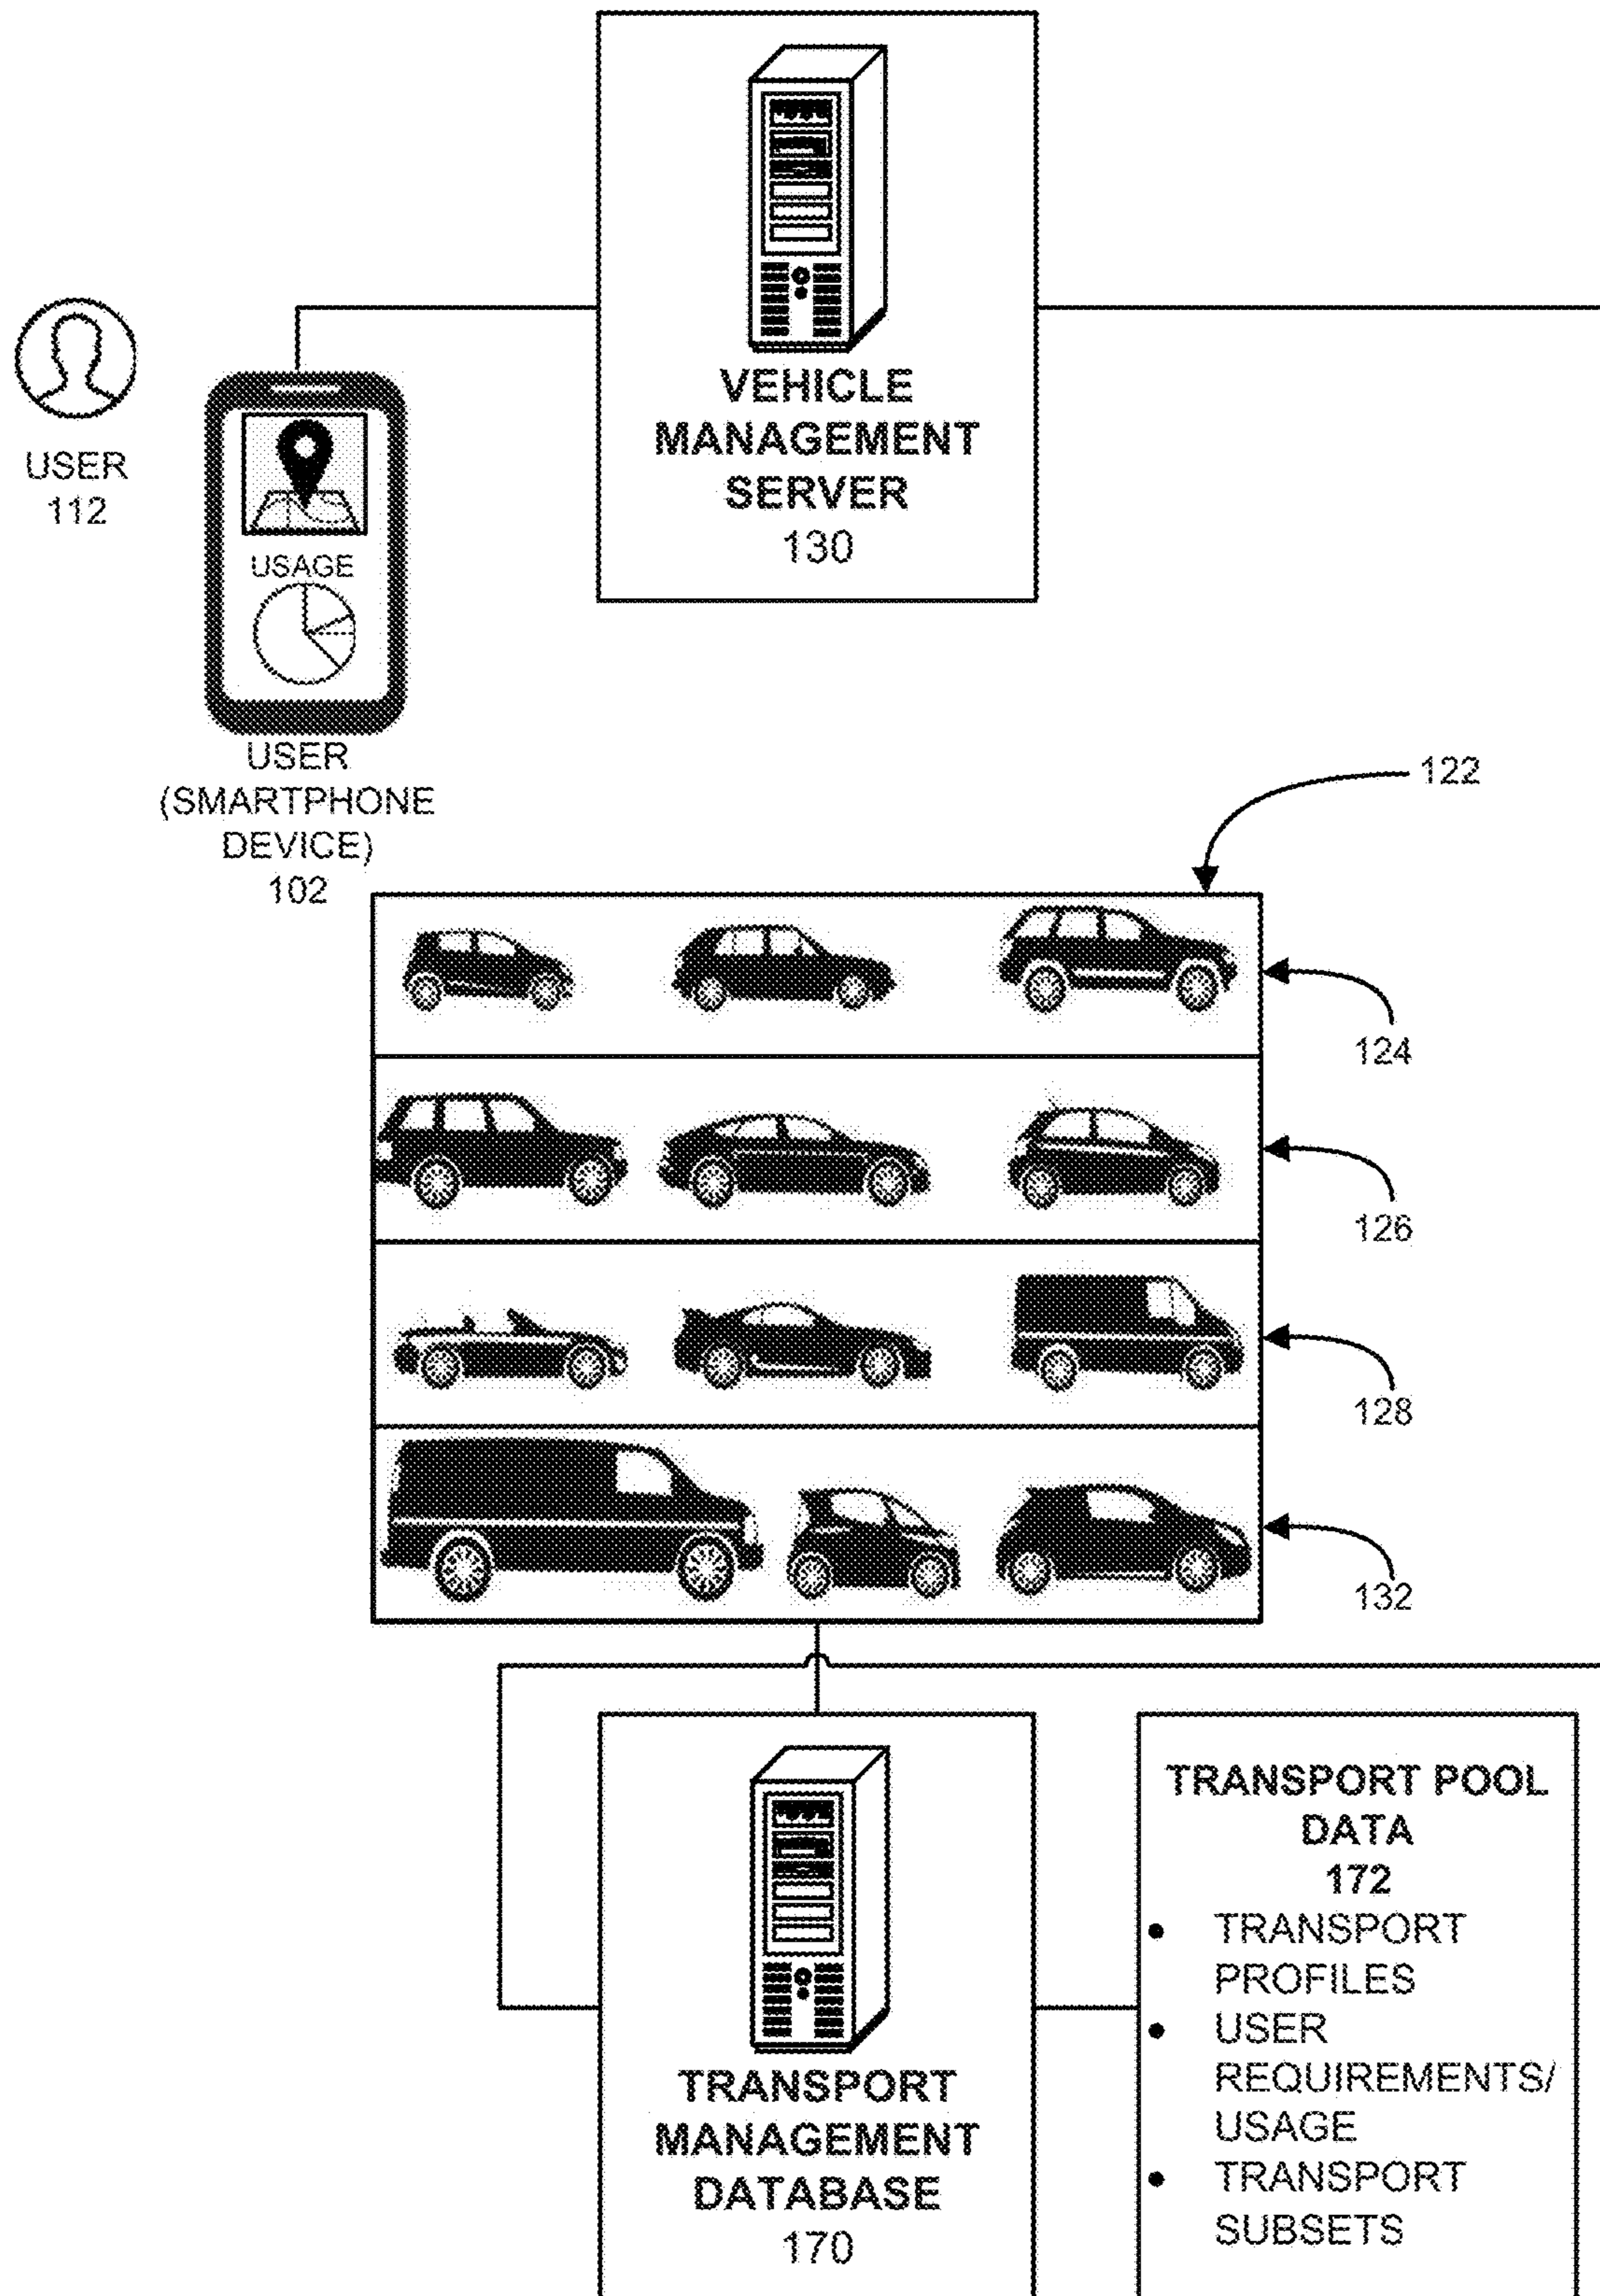 VEHICLE
MANAGEMENT
SERVER
130
USER
112
USAGE
USER
(SMARTPHONE
DEVICE)
102
122
124
126
128
132
TRANSPORT
MANAGEMENT
DATABASE
170
TRANSPORT POOL
DATA
172
• TRANSPORT
PROFILES
• USER
REQUIREMENTS/
USAGE
• TRANSPORT
SUBSETS